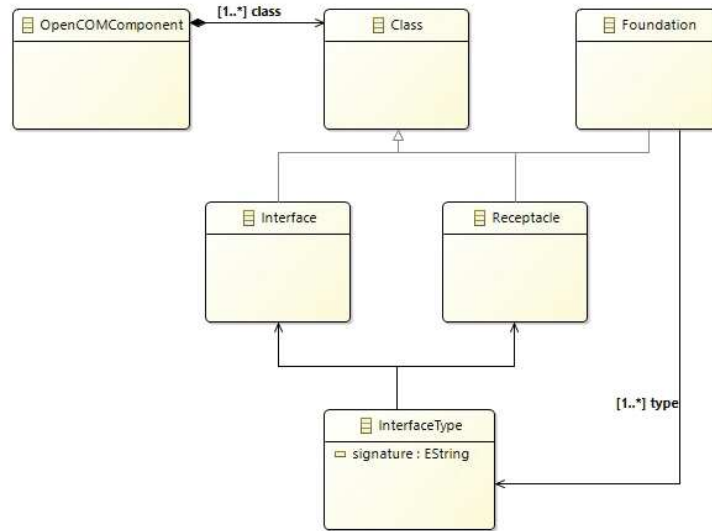 OpenCOMComponent
[1..*] class
Class
Foundation
Interface
Receptacle
[1..*] type
InterfaceType
signature : EString